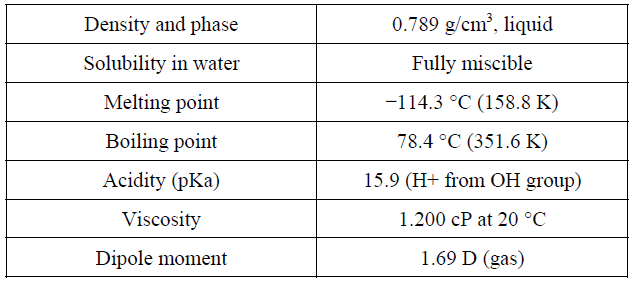 Density and phase 0.789 g/cm³, liquid
Solubility in water Fully miscible
Melting point −114.3 °C (158.8 K)
Boiling point 78.4 °C (351.6 K)
Acidity (pKa) 15.9 (H+ from OH group)
Viscosity 1.200 cP at 20 °C
Dipole moment 1.69 D (gas)